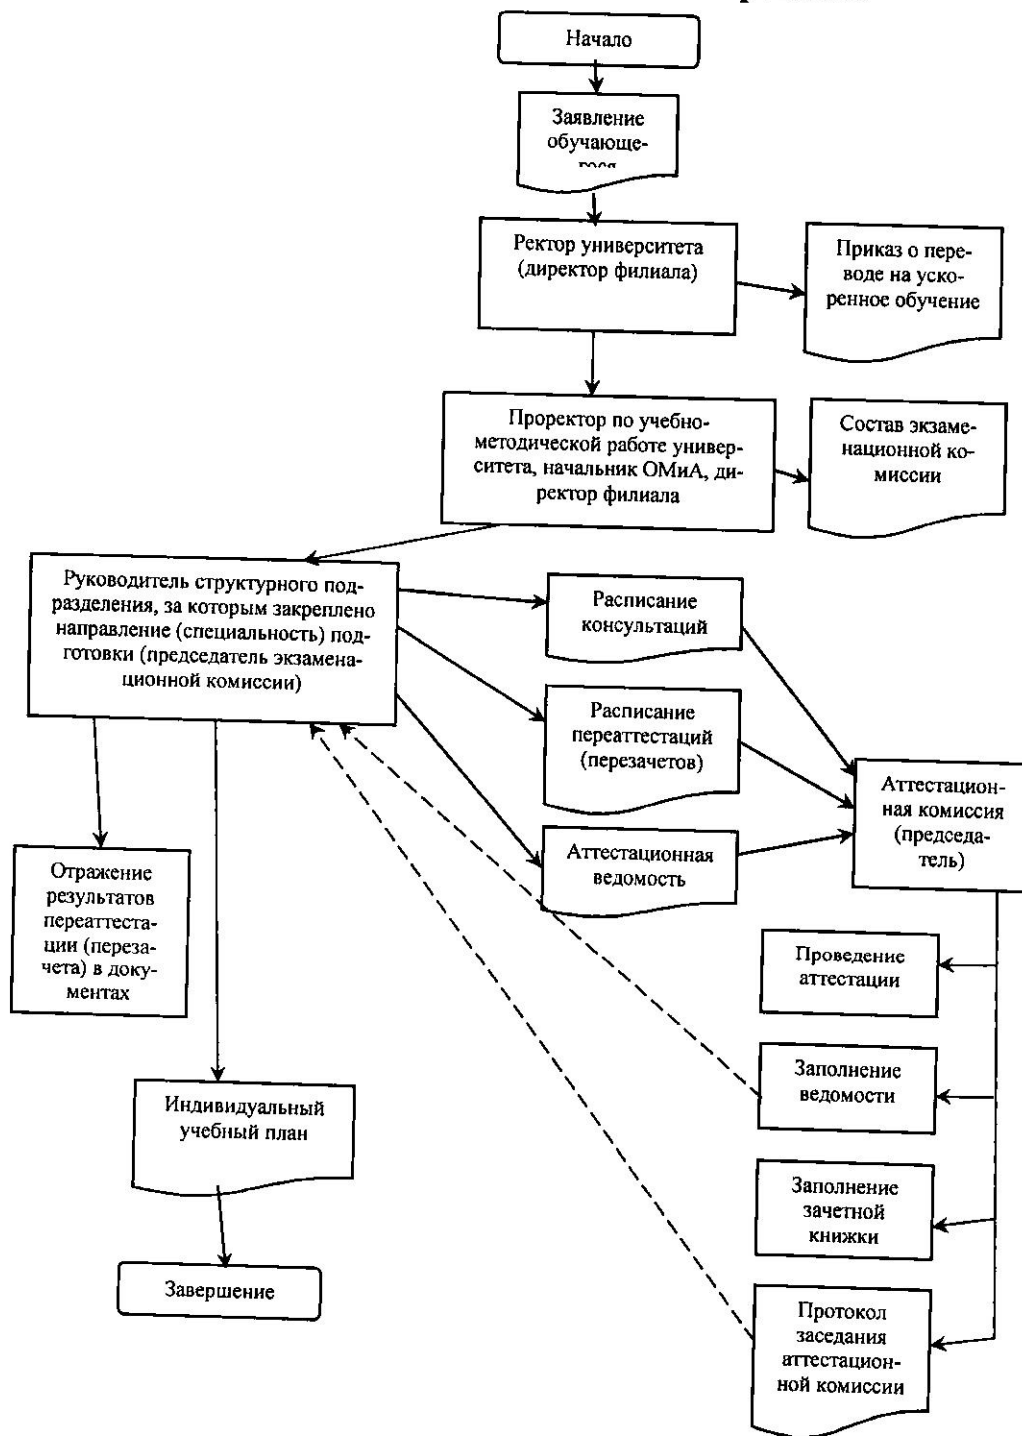 Начало
Заявление
обучающе-
гося
Ректор университета
(директор филиала)
Приказ о пере-
воде на уско-
ренное обучение
Проректор по учебно-
методической работе универ-
ситета, начальник ОМиА, ди-
ректор филиала
Состав экзаме-
национной ко-
миссии
Руководитель структурного под-
разделения, за которым закреплено
направление (специальность) под-
готовки (председатель экзамена-
ционной комиссии)
Расписание
консультаций
Расписание
переаттестаций
(перезачетов)
Аттестационная
ведомость
Аттестацион-
ная комиссия
(председа-
тель)
Отражение
результатов
переаттеста-
ции (переза-
чета) в доку-
ментах
Проведение
аттестации
Заполнение
ведомости
Индивидуальный
учебный план
Заполнение
зачетной
книжки
Завершение
Протокол
заседания
аттестацион-
ной комиссии